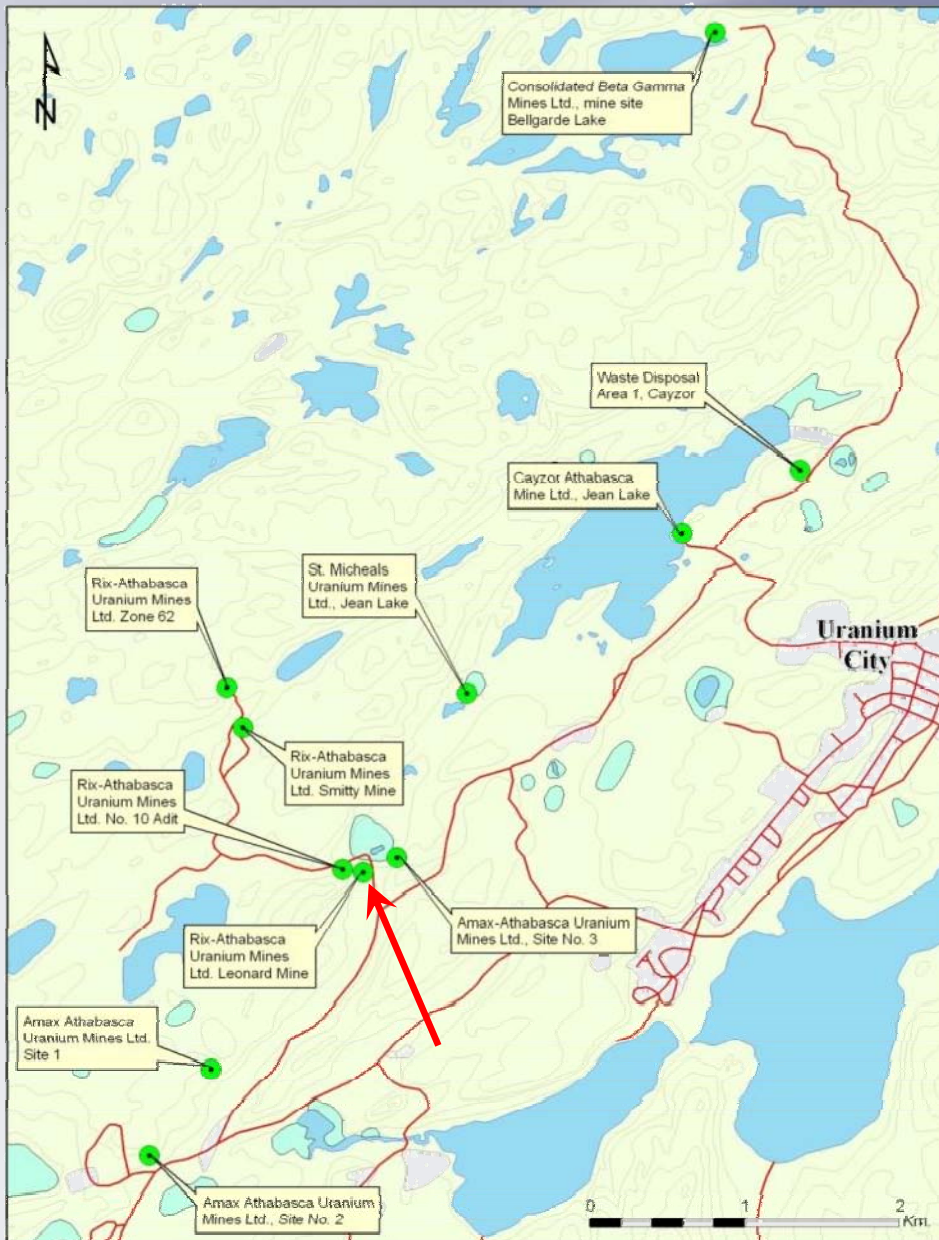 N
Consolidated Beta Gamma
Mines Ltd., mine site
Bellgarde Lake
Waste Disposal
Area 1, Cayzor
Cayzor Athabasca
Mine Ltd., Jean Lake
Rix-Athabasca
Uranium Mines
Ltd. Zone 62
St. Micheals
Uranium Mines
Ltd., Jean Lake
Uranium
City
Rix-Athabasca
Uranium Mines
Ltd. Smitty Mine
Rix-Athabasca
Uranium Mines
Ltd. No. 10 Adit
Amax-Athabasca Uranium
Mines Ltd., Site No. 3
Rix-Athabasca
Uranium Mines
Ltd. Leonard Mine
Amax Athabasca
Uranium Mines Ltd.
Site 1
Amax Athabasca Uranium
Mines Ltd., Site No. 2
0 1 2
Km.